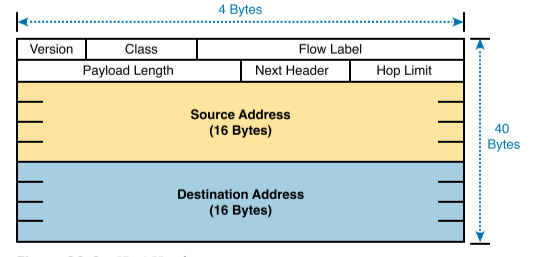 4 Bytes
Version Class Flow Label
Payload Length Next Header Hop Limit
Source Address
(16 Bytes)
40
Bytes
Destination Address
(16 Bytes)